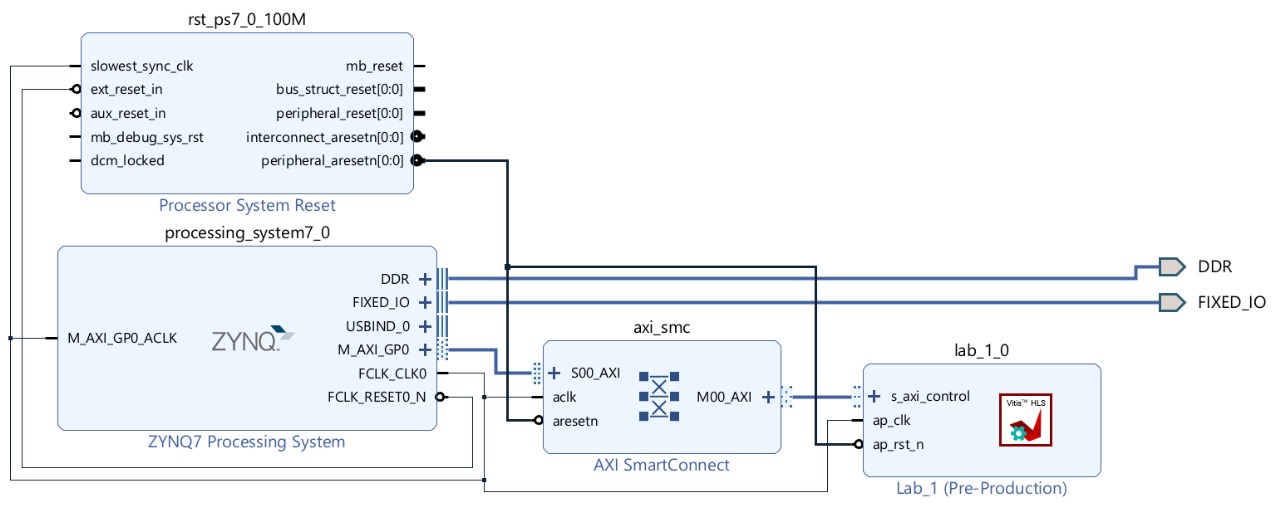 rst_ps7_0_100M
slowest_sync_clk
mb_reset
ext_reset_in
bus_struct_reset[0:0]
aux_reset_in
peripheral_reset[0:0]
mb_debug_sys_rst
interconnect_aresetn[0:0]
dcm_locked
peripheral_aresetn[0:0]
Processor System Reset
processing_system7_0
DDR
DDR
FIXED_IO
FIXED_IO
USBIND_0
M_AXI_GP0_ACLK
ZYNQ
M_AXI_GP0
FCLK_CLK0
FCLK_RESET0_N
ZYNQ7 Processing System
axi_smc
S00_AXI
aclk
M00_AXI
aresetn
AXI SmartConnect
lab_1_0
s_axi_control
Vitis™ HLS
ap_clk
ap_rst_n
Lab_1 (Pre-Production)